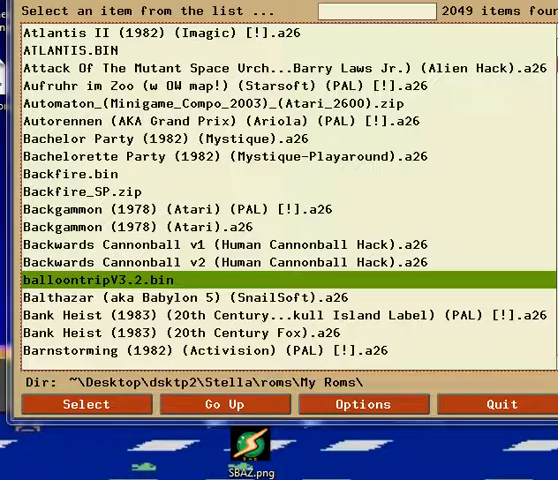 Select an item from the list ... 2049 items foun
Atlantis II (1982) (Imagic) [!].a26
ATLANTIS.BIN
Attack Of The Mutant Space Urch...Barry Laws Jr.) (Alien Hack).a26
Aufruhr im Zoo (w OW map!) (Starsoft) (PAL) [!].a26
Automaton_(Minigame_Compo_2003)_(Atari_2600).zip
Autorennen (AKA Grand Prix) (Ariola) (PAL) [!].a26
Bachelor Party (1982) (Mystique).a26
Bachelorette Party (1982) (Mystique-Playaround).a26
Backfire.bin
Backfire_SP.zip
Backgammon (1978) (Atari) (PAL) [!].a26
Backgammon (1978) (Atari).a26
Backwards Cannonball v1 (Human Cannonball Hack).a26
Backwards Cannonball v2 (Human Cannonball Hack).a26
balloontripV3.2.bin
Balthazar (aka Babylon 5) (SnailSoft).a26
Bank Heist (1983) (20th Century...kull Island Label) (PAL) [!].a26
Bank Heist (1983) (20th Century Fox).a26
Barnstorming (1982) (Activision) (PAL) [!].a26
Dir: ~\Desktop\dsktp2\Stella\roms\My Roms\
Select Go Up Options Quit
SBAZ.png